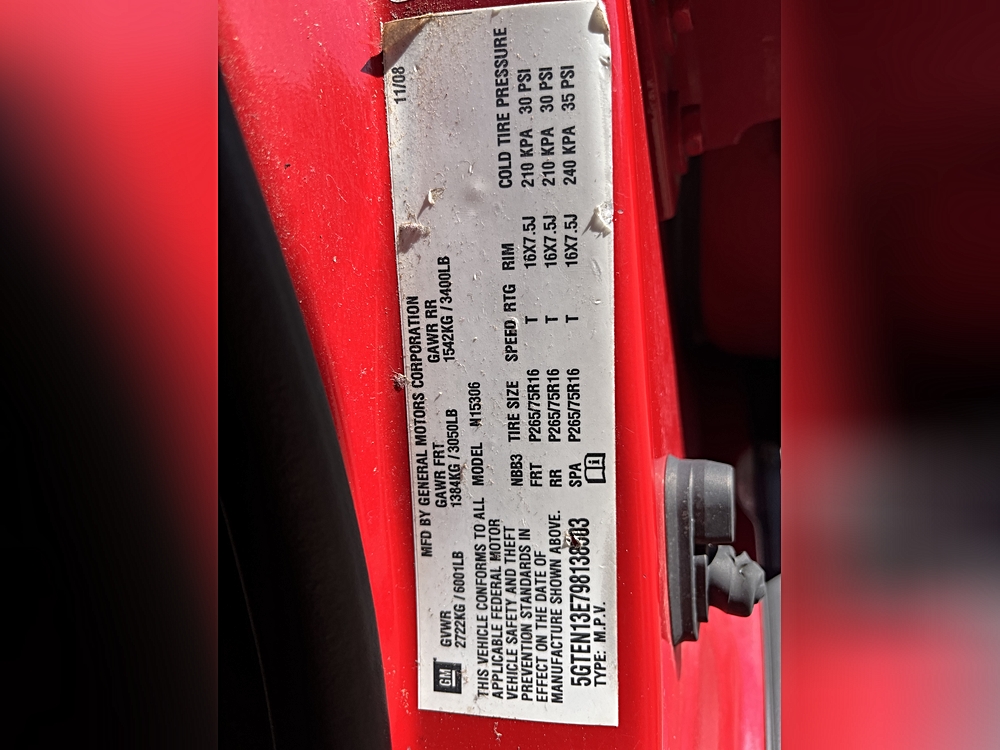 GM
MFD BY GENERAL MOTORS CORPORATION
11/08
GVWR GAWR FRT GAWR RR
2722KG / 6001LB 1384KG / 3050LB 1542KG / 3400LB
THIS VEHICLE CONFORMS TO ALL
APPLICABLE FEDERAL MOTOR
VEHICLE SAFETY AND THEFT
PREVENTION STANDARDS IN
EFFECT ON THE DATE OF
MANUFACTURE SHOWN ABOVE.
5GTEN13E798138503
TYPE: M.P.V.
MODEL N15306
NBB3 TIRE SIZE SPEED RTG RIM COLD TIRE PRESSURE
FRT P265/75R16 T 16X7.5J 210 KPA 30 PSI
RR P265/75R16 T 16X7.5J 210 KPA 30 PSI
SPA P265/75R16 T 16X7.5J 240 KPA 35 PSI